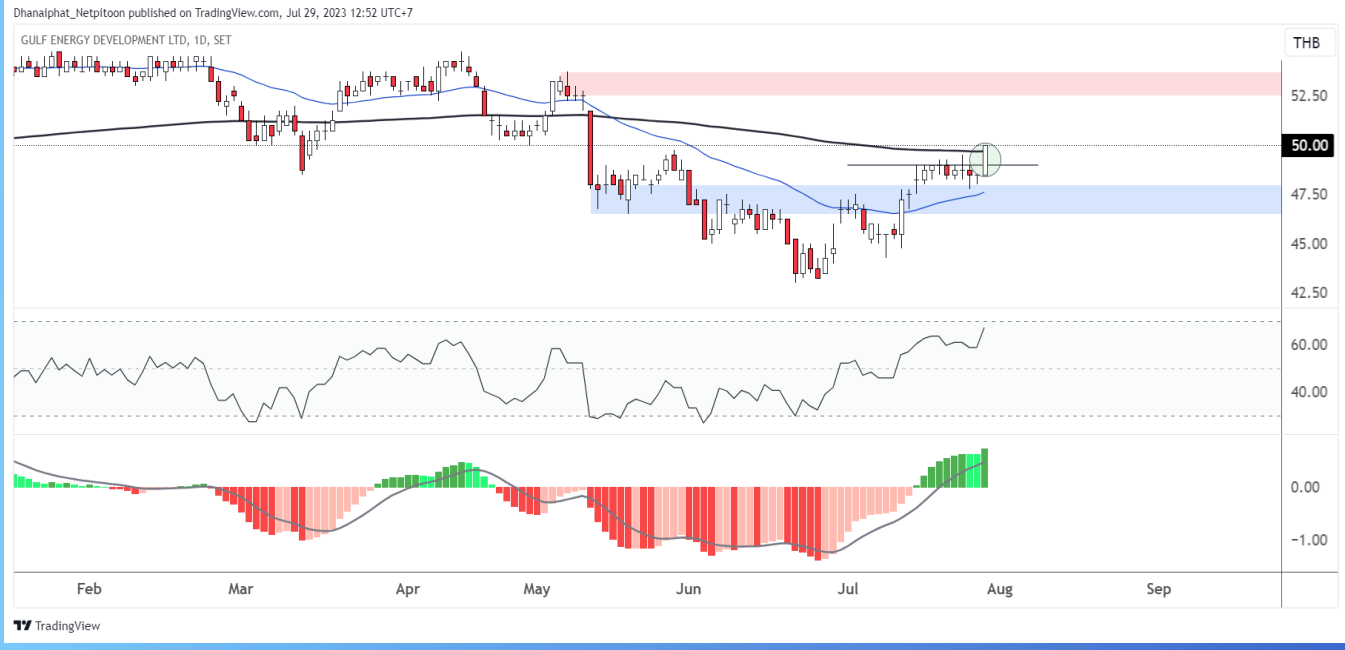 Dhanaiphat_Netpitoon published on TradingView.com, Jul 29, 2023 12:52 UTC+7
GULF ENERGY DEVELOPMENT LTD, 1D, SET
THB
52.50
50.00
47.50
45.00
42.50
60.00
40.00
0.00
−1.00
Feb Mar Apr May Jun Jul Aug Sep
TradingView